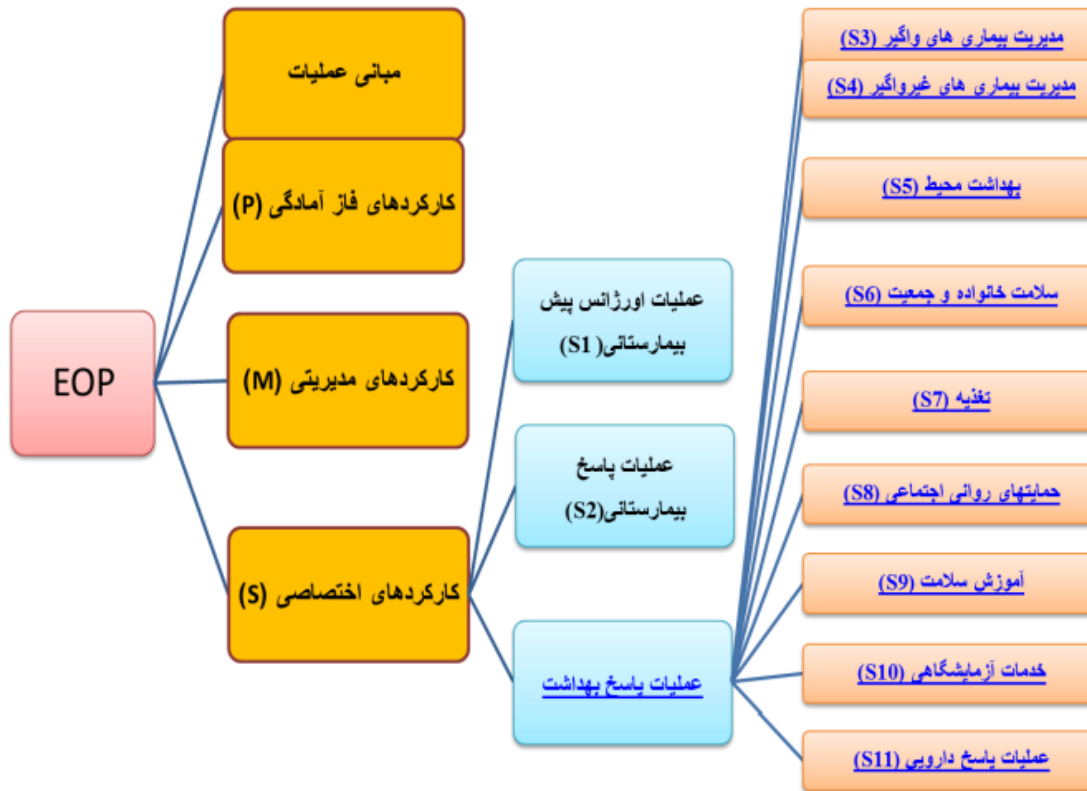 EOP
مبانی عملیات
کارکردهای فاز آمادگی (P)
کارکردهای مدیریتی (M)
کارکردهای اختصاصی (S)
عملیات اورژانس پیش
بیمارستانی( S1)
عملیات پاسخ
بیمارستانی(S2)
عملیات پاسخ بهداشت
مدیریت بیماری های واگیر (S3)
مدیریت بیماری های غیرواگیر (S4)
بهداشت محیط (S5)
سلامت خانواده و جمعیت (S6)
تغذیه (S7)
حمایتهای روانی اجتماعی (S8)
آموزش سلامت (S9)
خدمات آزمایشگاهی (S10)
عملیات پاسخ دارویی (S11)